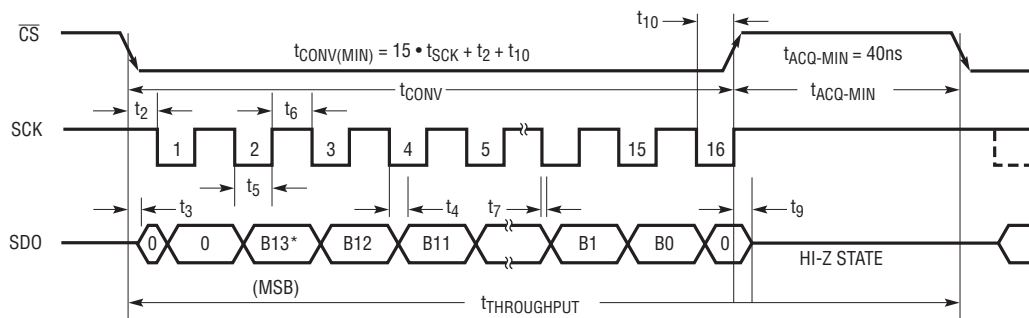 t10
CS
tCONV(MIN) = 15 • tSCK + t2 + t10
tACQ-MIN = 40ns
tCONV
tACQ-MIN
t2
t6
SCK
1 2 3 4 5 15 16
t5
t3
t4
t7
t9
SDO
0 0 B13* B12 B11 B1 B0 0
HI-Z STATE
(MSB)
tTHROUGHPUT